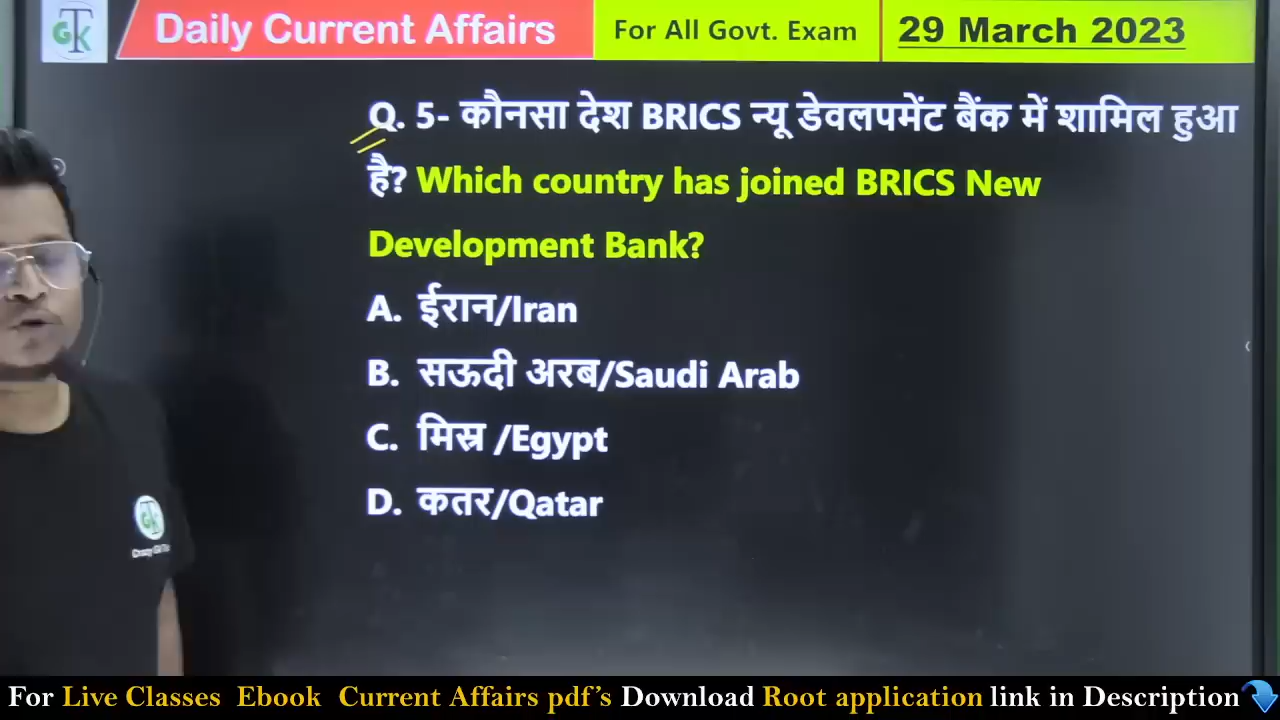 GTK
Daily Current Affairs
For All Govt. Exam
29 March 2023
Q. 5- कौनसा देश BRICS न्यू डेवलपमेंट बैंक में शामिल हुआ
है? Which country has joined BRICS New
Development Bank?
A. ईरान/Iran
B. सऊदी अरब/Saudi Arab
C. मिस्र /Egypt
D. कतर/Qatar
GTK
For Live Classes Ebook Current Affairs pdf's Download Root application link in Description